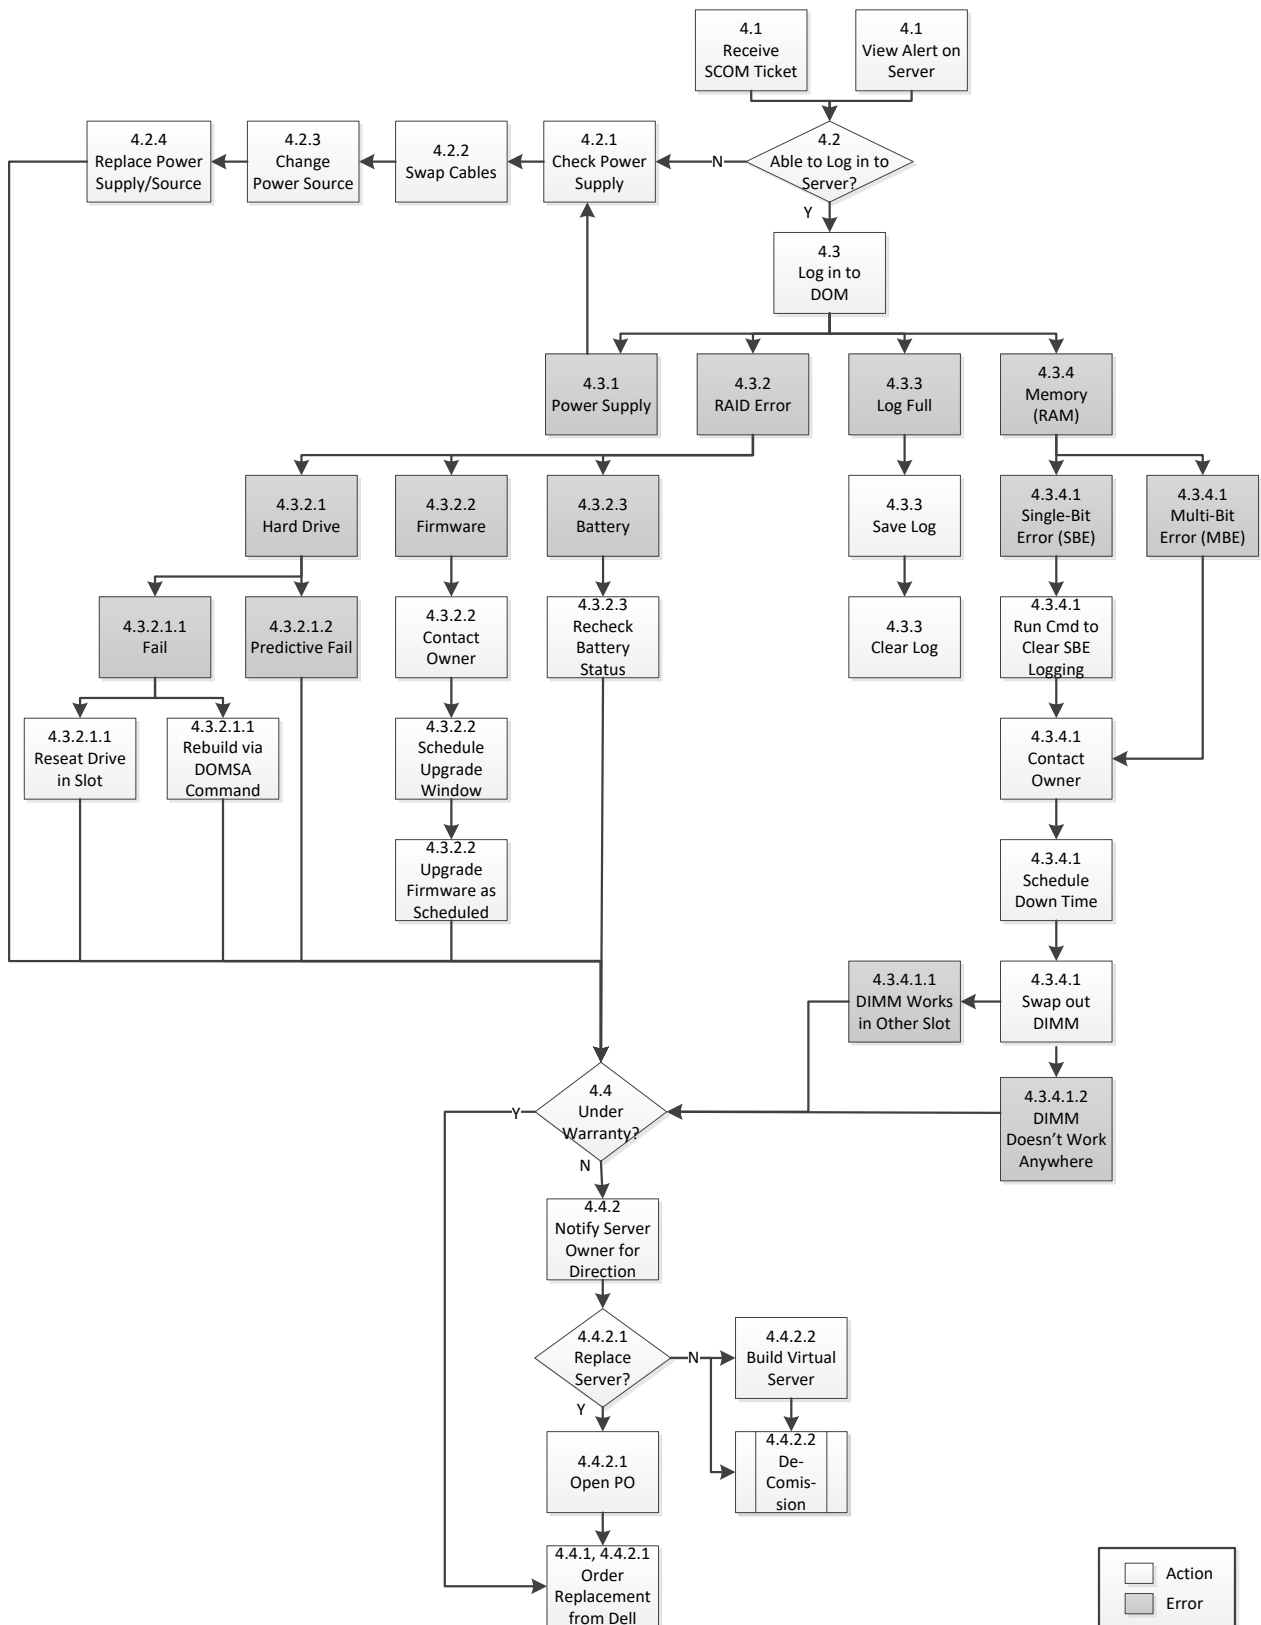 4.1
Receive
SCOM Ticket
4.1
View Alert on
Server
4.2.4
Replace Power
Supply/Source
4.2.3
Change
Power Source
4.2.2
Swap Cables
4.2.1
Check Power
Supply
N
4.2
Able to Log in to
Server?
Y
4.3
Log in to
DOM
4.3.1
Power Supply
4.3.2
RAID Error
4.3.3
Log Full
4.3.4
Memory
(RAM)
4.3.2.1
Hard Drive
4.3.2.2
Firmware
4.3.2.3
Battery
4.3.3
Save Log
4.3.4.1
Single-Bit
Error (SBE)
4.3.4.1
Multi-Bit
Error (MBE)
4.3.2.1.1
Fail
4.3.2.1.2
Predictive Fail
4.3.2.2
Contact
Owner
4.3.2.3
Recheck
Battery
Status
4.3.3
Clear Log
4.3.4.1
Run Cmd to
Clear SBE
Logging
4.3.2.1.1
Reseat Drive
in Slot
4.3.2.1.1
Rebuild via
DOMSA
Command
4.3.2.2
Schedule
Upgrade
Window
4.3.4.1
Contact
Owner
4.3.2.2
Upgrade
Firmware as
Scheduled
4.3.4.1
Schedule
Down Time
4.3.4.1.1
DIMM Works
in Other Slot
4.3.4.1
Swap out
DIMM
4.4
Under
Warranty?
Y
N
4.3.4.1.2
DIMM
Doesn't Work
Anywhere
4.4.2
Notify Server
Owner for
Direction
4.4.2.1
Replace
Server?
N
Y
4.4.2.2
Build Virtual
Server
4.4.2.1
Open PO
4.4.2.2
De-
Comis-
sion
4.4.1, 4.4.2.1
Order
Replacement
from Dell
Action
Error